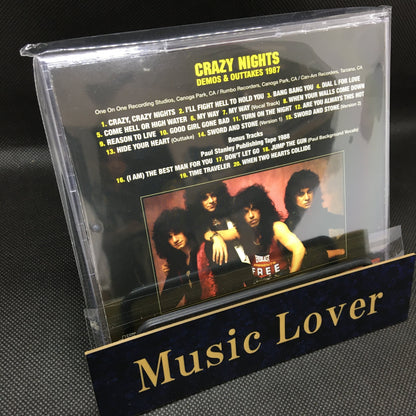 CRAZY NIGHTS
DEMOS & OUTTAKES 1987
One On One Recording Studios, Canoga Park, CA / Rumbo Recorders, Canoga Park, CA / Can-Am Recorders, Tarzana, CA
1. CRAZY, CRAZY NIGHTS 2. I'LL FIGHT HELL TO HOLD YOU 3. BANG BANG YOU 4. DIAL L FOR LOVE
5. COME HELL OR HIGH WATER 6. MY WAY 7. MY WAY (Vocal Track) 8. WHEN YOUR WALLS COME DOWN
9. REASON TO LIVE 10. GOOD GIRL GONE BAD 11. TURN ON THE NIGHT 12. ARE YOU ALWAYS THIS HOT
13. HIDE YOUR HEART (Outtake) 14. SWORD AND STONE (Version 1) 15. SWORD AND STONE (Version 2)
Bonus Tracks
Paul Stanley Publishing Tape 1988
16. (I AM) THE BEST MAN FOR YOU 17. DON'T LET GO 18. JUMP THE GUN (Paul Background Vocals)
19. TIME TRAVELER 20. WHEN TWO HEARTS COLLIDE
EVERLAST
FREE
Music Lover